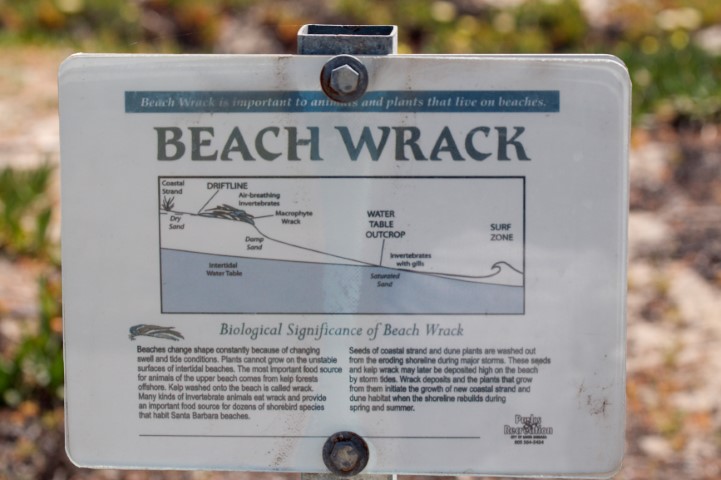 Beach Wrack is important to animals and plants that live on beaches.
BEACH WRACK
Coastal
Strand
DRIFTLINE
Air-breathing
invertebrates
Macrophyte
Wrack
Dry
Sand
Damp
Sand
WATER
TABLE
OUTCROP
SURF
ZONE
Invertebrates
with gills
Intertidal
Water Table
Saturated
Sand
Biological Significance of Beach Wrack
Beaches change shape constantly because of changing
swell and tide conditions. Plants cannot grow on the unstable
surfaces of intertidal beaches. The most important food source
for animals of the upper beach comes from kelp forests
offshore. Kelp washed onto the beach is called wrack.
Many kinds of invertebrate animals eat wrack and provide
an important food source for dozens of shorebird species
that habit Santa Barbara beaches.
Seeds of coastal strand and dune plants are washed out
from the eroding shoreline during major storms. These seeds
and kelp wrack may later be deposited high on the beach
by storm tides. Wrack deposits and the plants that grow
from them initiate the growth of new coastal strand and
dune habitat when the shoreline rebuilds during
spring and summer.
Parks
Recreation